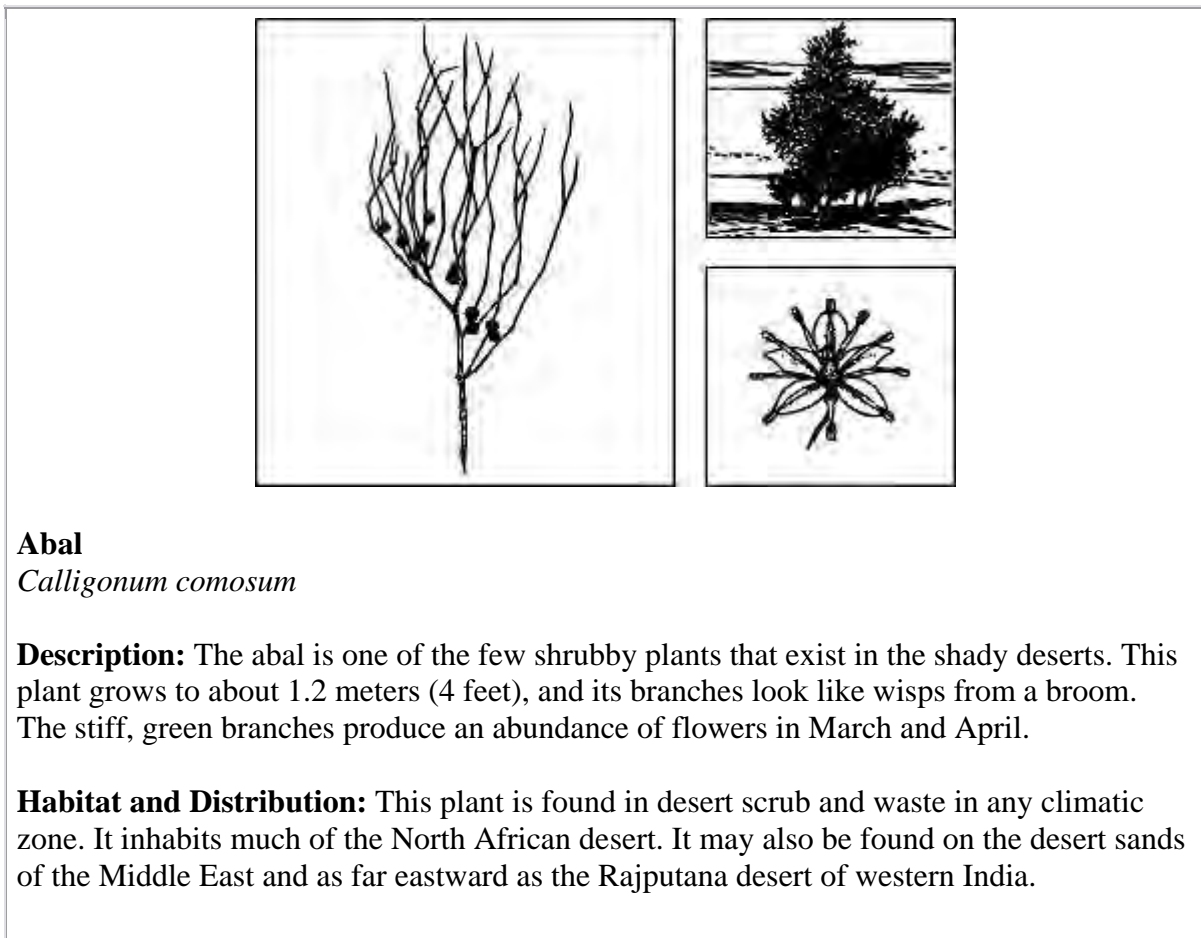 Abal
Calligonum comosum
Description: The abal is one of the few shrubby plants that exist in the shady deserts. This
plant grows to about 1.2 meters (4 feet), and its branches look like wisps from a broom.
The stiff, green branches produce an abundance of flowers in March and April.
Habitat and Distribution: This plant is found in desert scrub and waste in any climatic
zone. It inhabits much of the North African desert. It may also be found on the desert sands
of the Middle East and as far eastward as the Rajputana desert of western India.